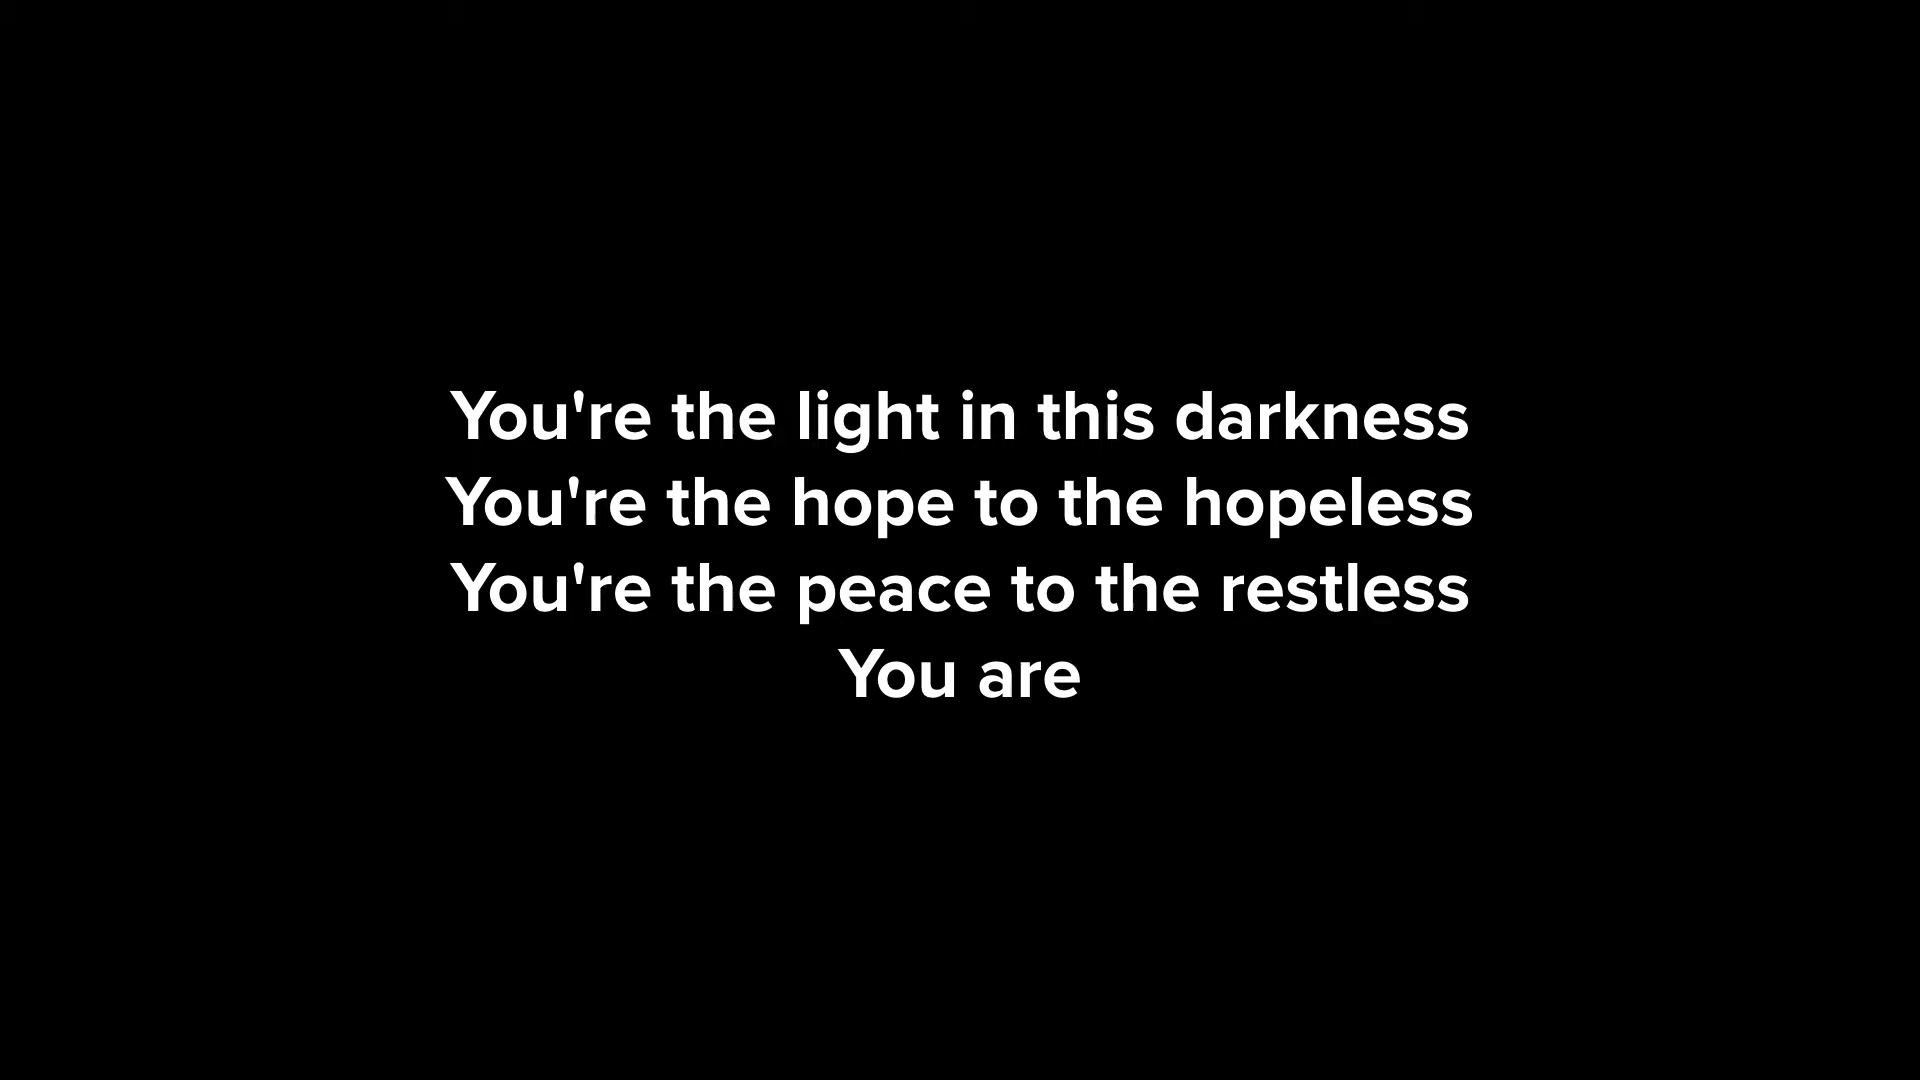 You're the light in this darkness
You're the hope to the hopeless
You're the peace to the restless
You are